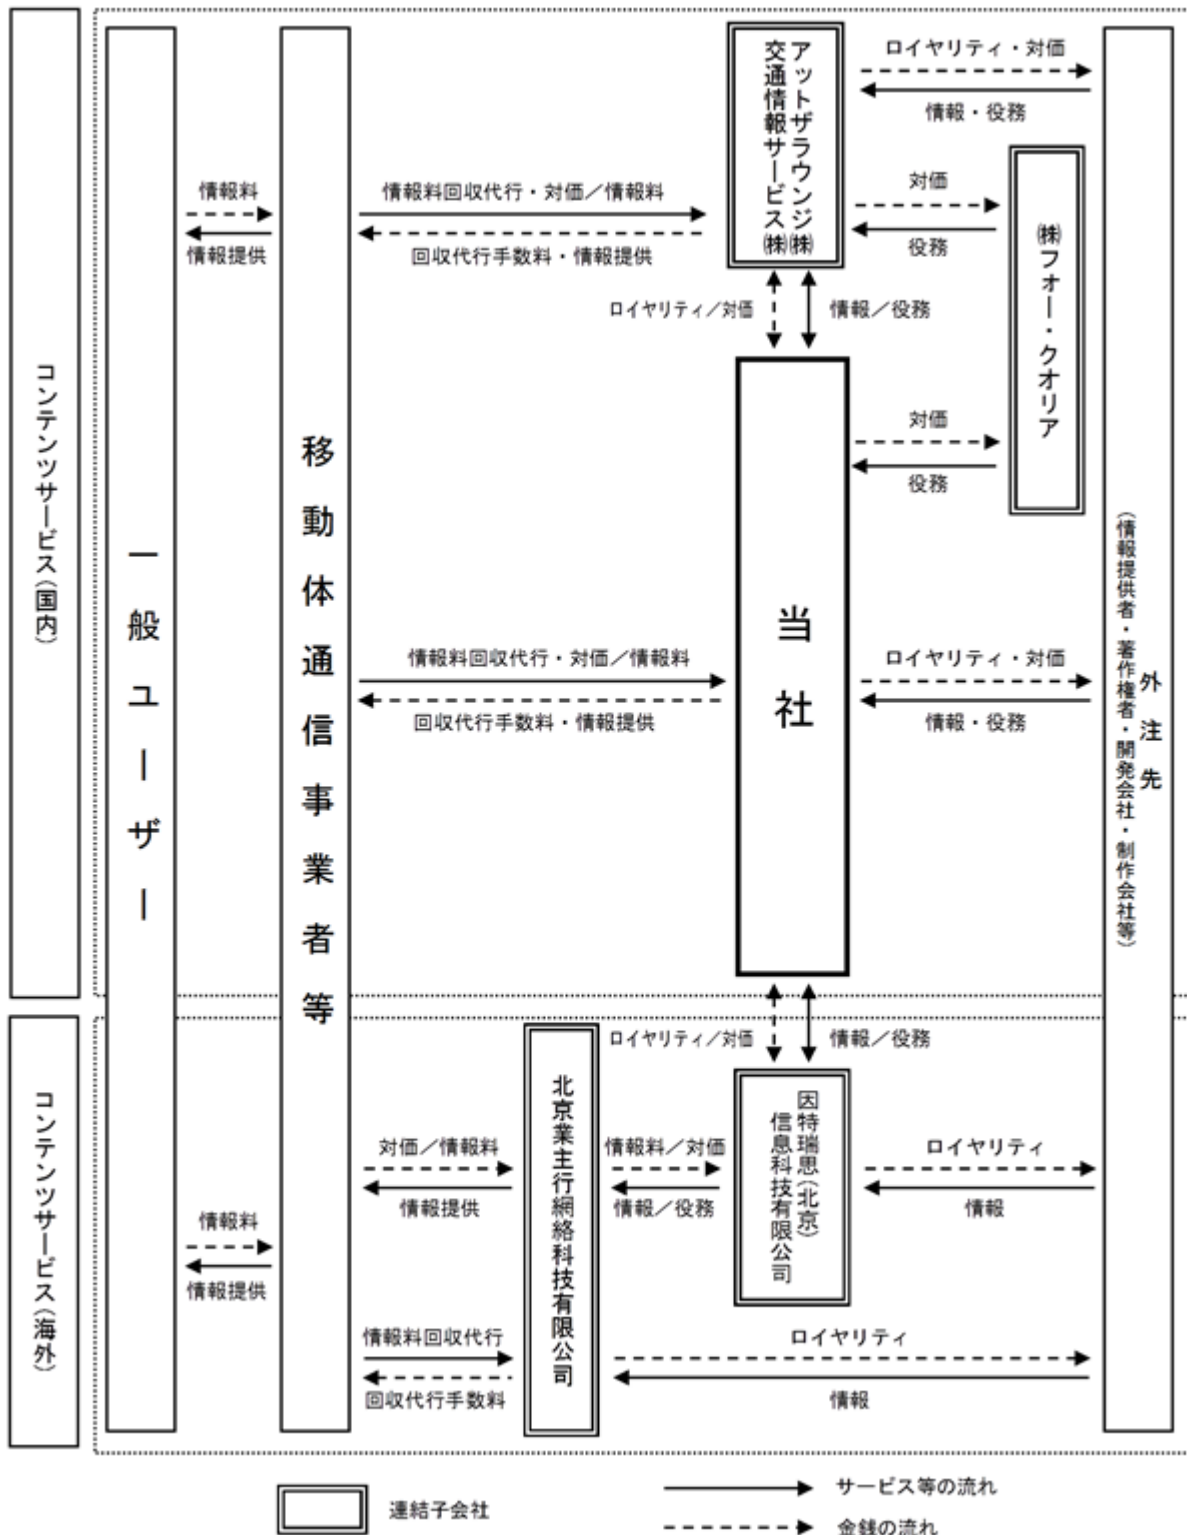 コンテンツサービス(国内)
一般ユーザー
移動体通信事業者等
アットザラウンジ㈱
交通情報サービス㈱
ロイヤリティ・対価
情報・役務
対価
役務
㈱フォー・クオリア
情報料
情報提供
情報料回収代行・対価/情報料
回収代行手数料・情報提供
ロイヤリティ/対価
情報/役務
対価
役務
当社
情報料回収代行・対価/情報料
回収代行手数料・情報提供
ロイヤリティ・対価
情報・役務
外注先
(情報提供者・著作権者・開発会社・制作会社等)
コンテンツサービス(海外)
ロイヤリティ/対価
情報/役務
北京業主行網絡科技有限公司
因特瑞思(北京)
信息科技有限公司
対価/情報料
情報提供
情報料/対価
情報/役務
ロイヤリティ
情報
情報料
情報提供
情報料回収代行
回収代行手数料
ロイヤリティ
情報
連結子会社
サービス等の流れ
金銭の流れ